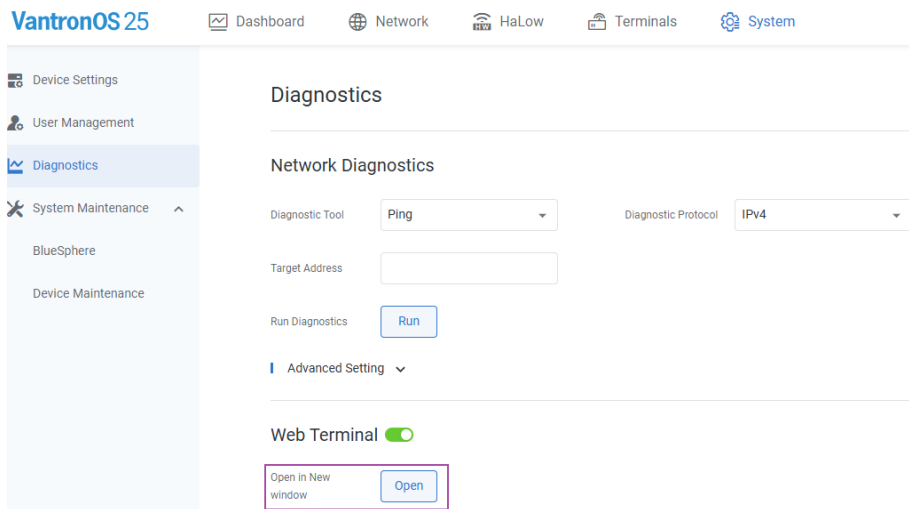 VantronOS 25
Dashboard
Network
HW
HaLow
Terminals
System
Device Settings
User Management
Diagnostics
System Maintenance
BlueSphere
Device Maintenance
Diagnostics
Network Diagnostics
Diagnostic Tool
Ping
Diagnostic Protocol
IPv4
Target Address
Run Diagnostics
Run
Advanced Setting
Web Terminal
Open in New
window
Open